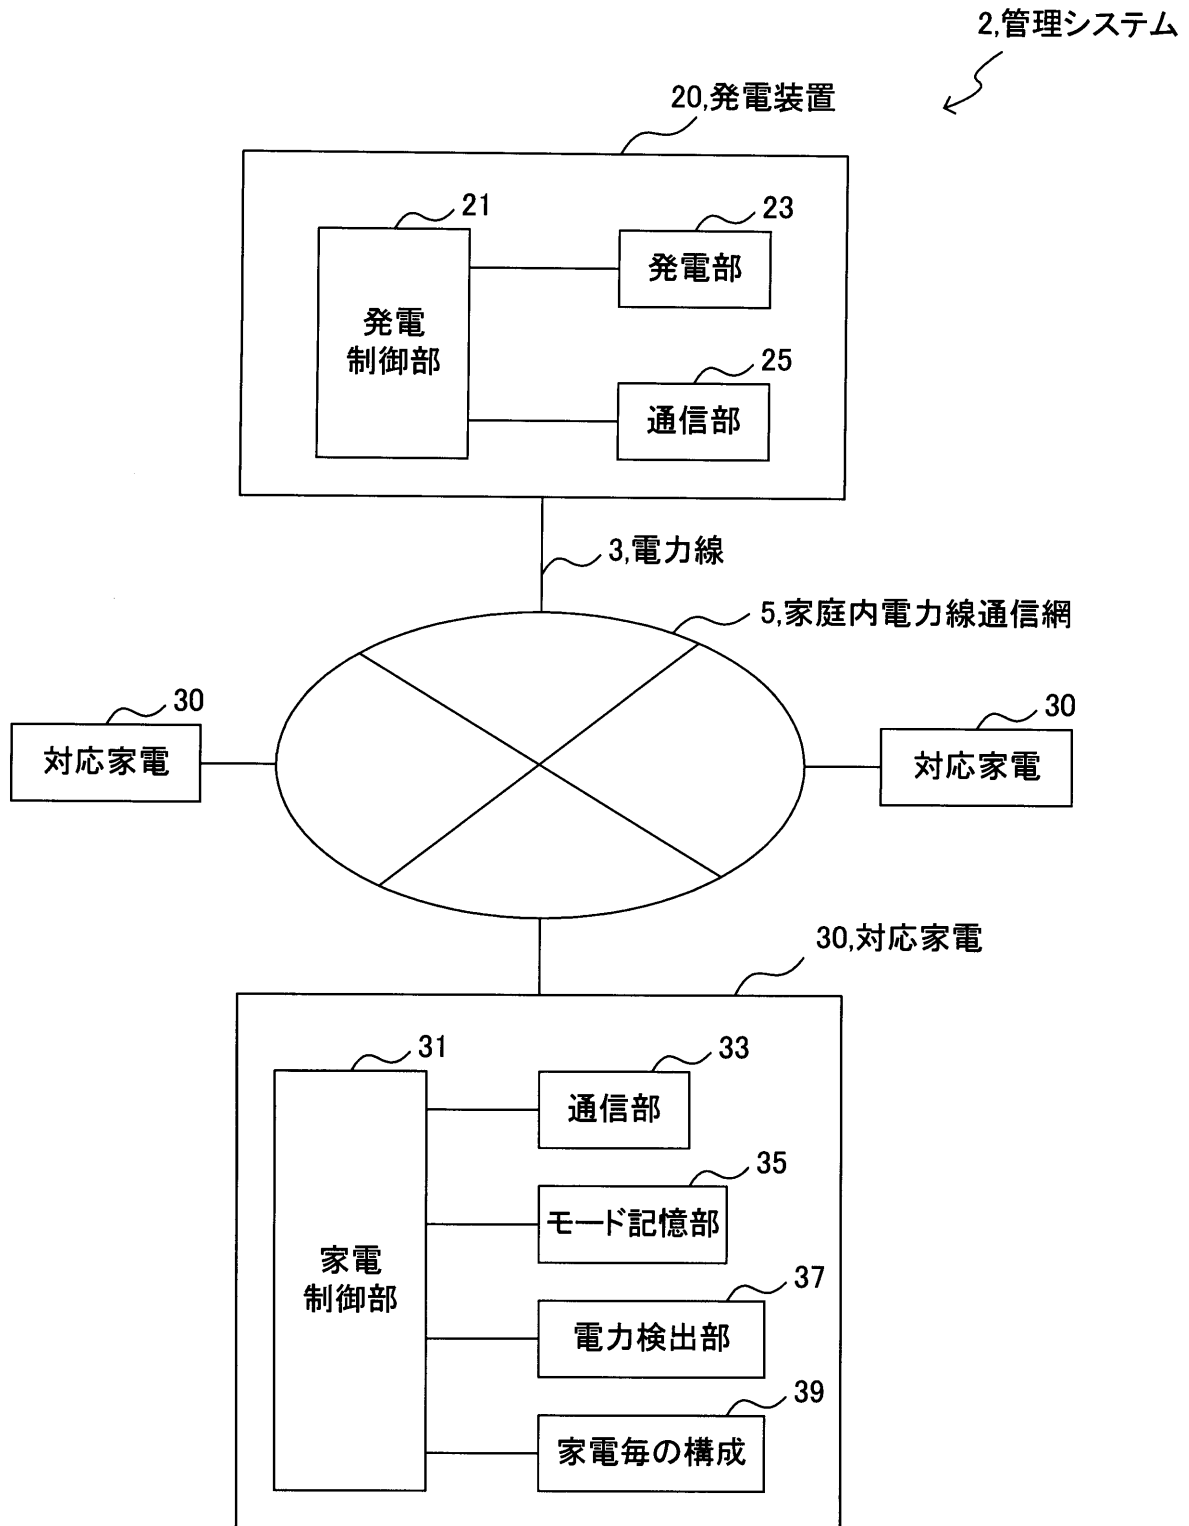 2,管理システム
20,発電装置
21
23
発電部
発電
制御部
25
通信部
3,電力線
5,家庭内電力線通信網
30
対応家電
30
対応家電
30,対応家電
31
33
通信部
35
モード記憶部
家電
制御部
37
電力検出部
39
家電毎の構成